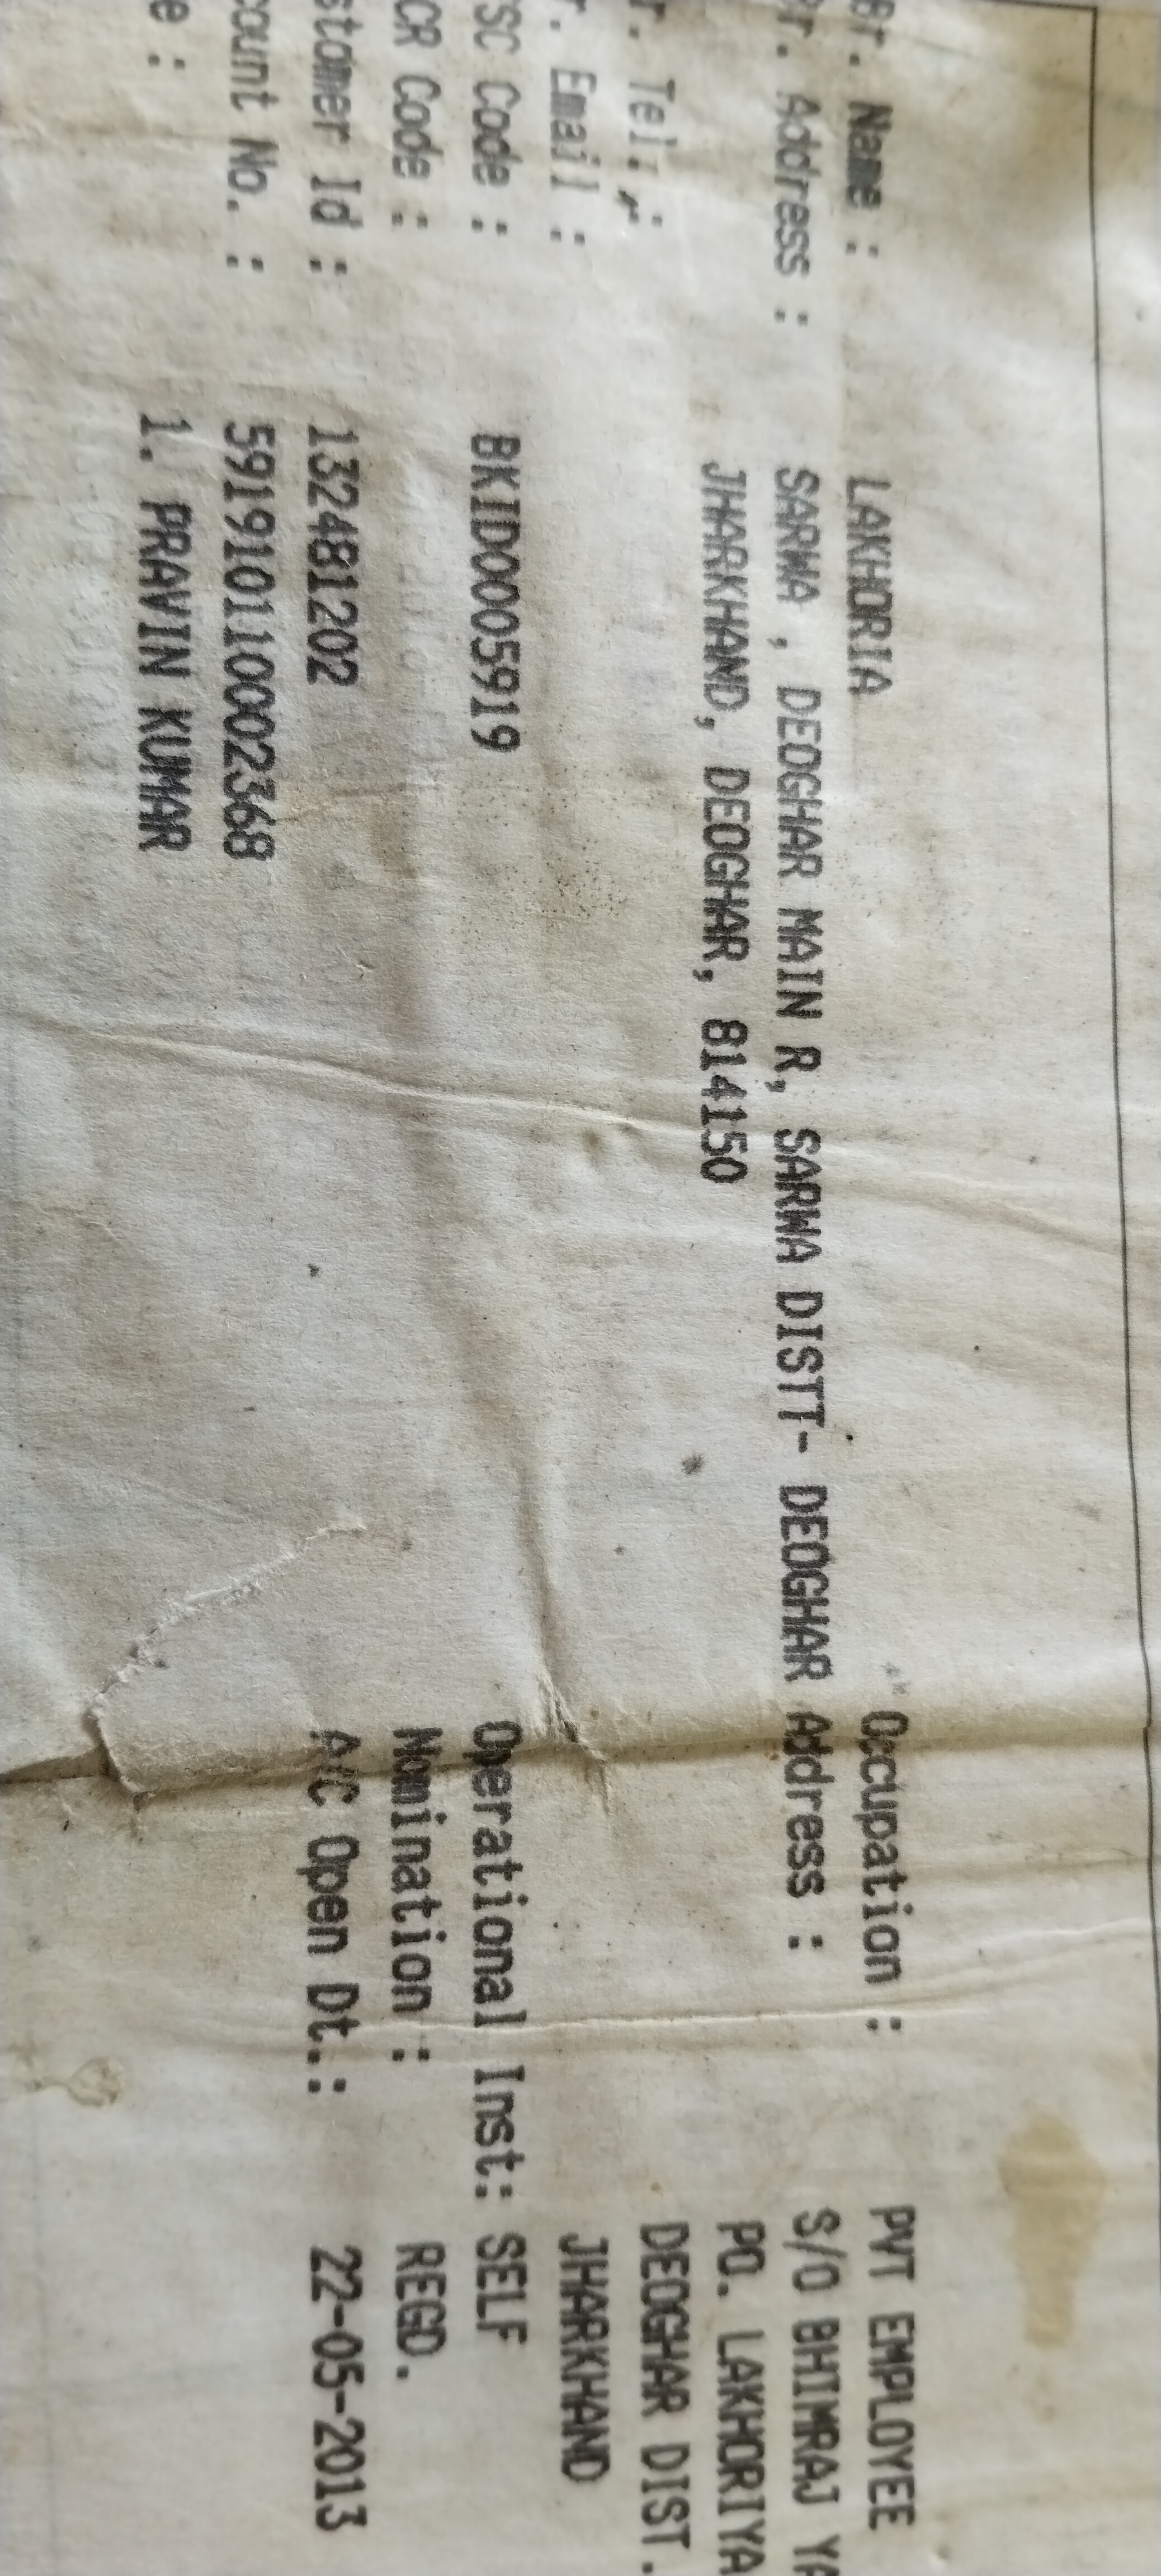 Br. Name : LAKHORIA Occupation : PVT EMPLOYEE
Br. Address : SARWA , DEOGHAR MAIN R, SARWA DISTT- DEOGHAR Address : S/O BHIMRAJ YA
JHARKHAND, DEOGHAR, 814150 PO. LAKHORIYA
r. Tel.: DEOGHAR DIST.
r. Email : JHARKHAND
SC Code : BKID0005919 Operational Inst: SELF
CR Code : Nomination : REGD.
stomer Id : 132481202 A/C Open Dt.: 22-05-2013
count No. : 591910110002368
e : 1. PRAVIN KUMAR